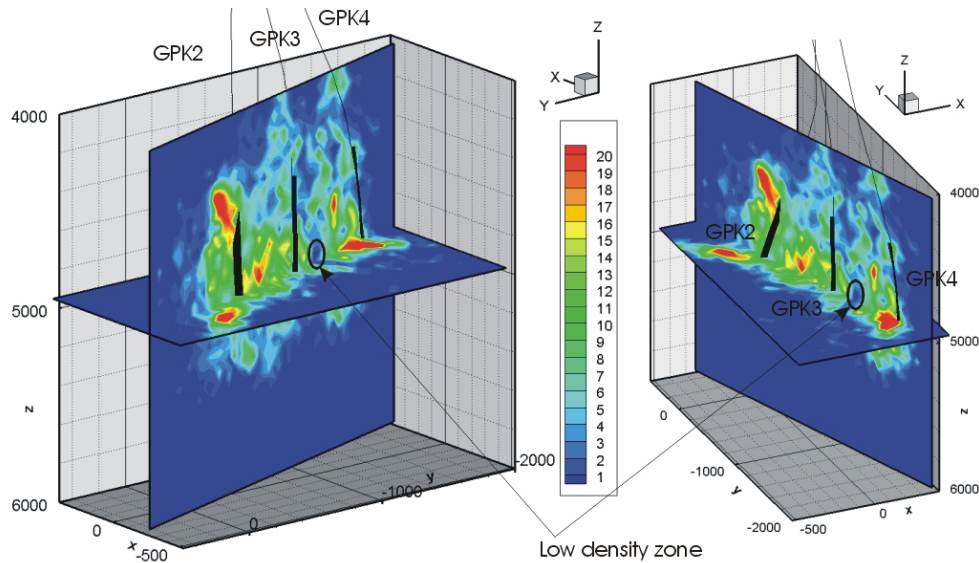 GPK2
GPK3
GPK4
Z
X
Y
4000
5000
6000
z
0
x
-500
0
-1000
y
-2000
20
19
18
17
16
15
14
13
12
11
10
9
8
7
6
5
4
3
2
1
Z
Y
X
GPK2
GPK3
GPK4
4000
5000
z
6000
0
-1000
y
-2000
-500
0
x
Low density zone